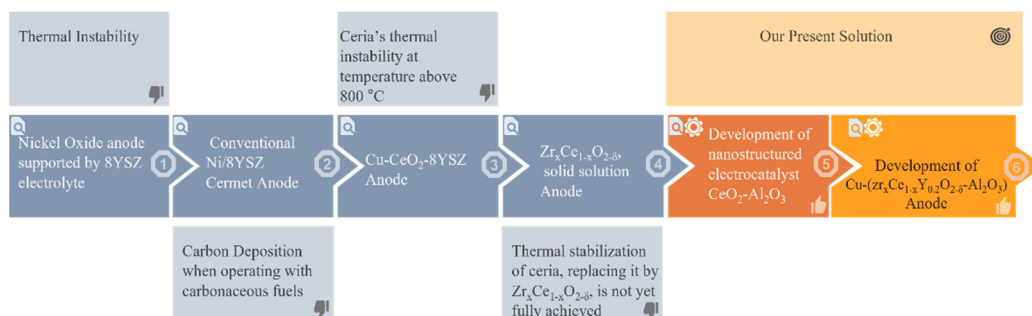 Thermal Instability
Ceria's thermal
instability at
temperature above
800 °C
Our Present Solution
Nickel Oxide anode
supported by 8YSZ
electrolyte
1
Conventional
Ni/8YSZ
Cermet Anode
2
Cu-CeO₂-8YSZ
Anode
3
ZrₓCe₁₋ₓO₂₋δ,
solid solution
Anode
4
Development of
nanostructured
electrocatalyst
CeO₂-Al₂O₃
5
Development of
Cu-(zrₓCe₁₋ₓY₀.₂O₂₋δ-Al₂O₃)
Anode
6
Carbon Deposition
when operating with
carbonaceous fuels
Thermal stabilization
of ceria, replacing it by
ZrₓCe₁₋ₓO₂₋δ, is not yet
fully achieved